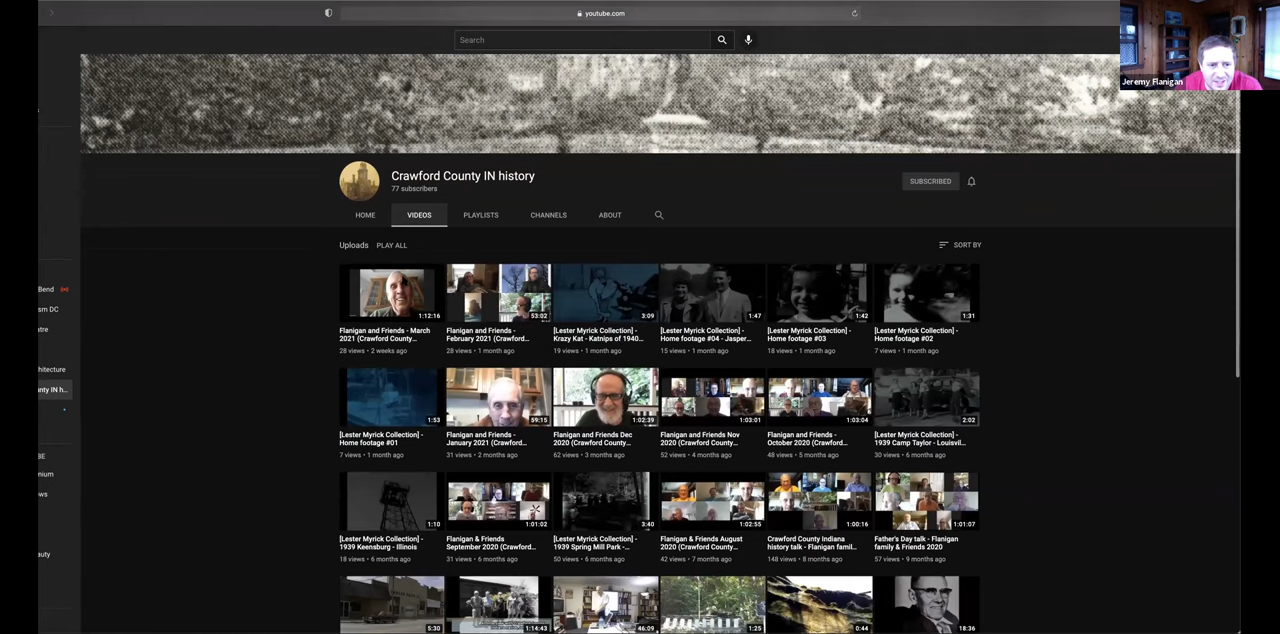 youtube.com
Search
Jeremy Flanigan
Crawford County IN history
77 subscribers
SUBSCRIBED
HOME VIDEOS PLAYLISTS CHANNELS ABOUT
Uploads PLAY ALL SORT BY
Bend
sm DC
atre
hitecture
unty IN h...
BE
mium
ows
auty
1:12:16 53:02 3:09 1:47 1:42 1:31
Flanigan and Friends - March 2021 (Crawford County...
28 views • 2 weeks ago
Flanigan and Friends - February 2021 (Crawford...
28 views • 1 month ago
[Lester Myrick Collection] - Krazy Kat - Katnips of 1940...
19 views • 1 month ago
[Lester Myrick Collection] - Home footage #04 - Jasper...
15 views • 1 month ago
[Lester Myrick Collection] - Home footage #03
18 views • 1 month ago
[Lester Myrick Collection] - Home footage #02
7 views • 1 month ago
1:53 59:15 1:02:39 1:03:01 1:03:04 2:02
[Lester Myrick Collection] - Home footage #01
7 views • 1 month ago
Flanigan and Friends - January 2021 (Crawford...
31 views • 2 months ago
Flanigan and Friends Dec 2020 (Crawford County...
62 views • 3 months ago
Flanigan and Friends Nov 2020 (Crawford County...
52 views • 4 months ago
Flanigan and Friends - October 2020 (Crawford...
48 views • 5 months ago
[Lester Myrick Collection] - 1939 Camp Taylor - Louisvil...
30 views • 6 months ago
1:10 1:01:02 3:40 1:02:55 1:00:16 1:01:07
[Lester Myrick Collection] - 1939 Keensburg - Illinois
18 views • 6 months ago
Flanigan & Friends September 2020 (Crawford...
31 views • 6 months ago
[Lester Myrick Collection] - 1939 Spring Mill Park -...
50 views • 6 months ago
Flanigan & Friends August 2020 (Crawford County...
42 views • 7 months ago
Crawford County Indiana history talk - Flanigan famil...
148 views • 8 months ago
Father's Day talk - Flanigan family & Friends 2020
57 views • 9 months ago
5:30 1:14:43 46:09 1:25 0:44 18:36